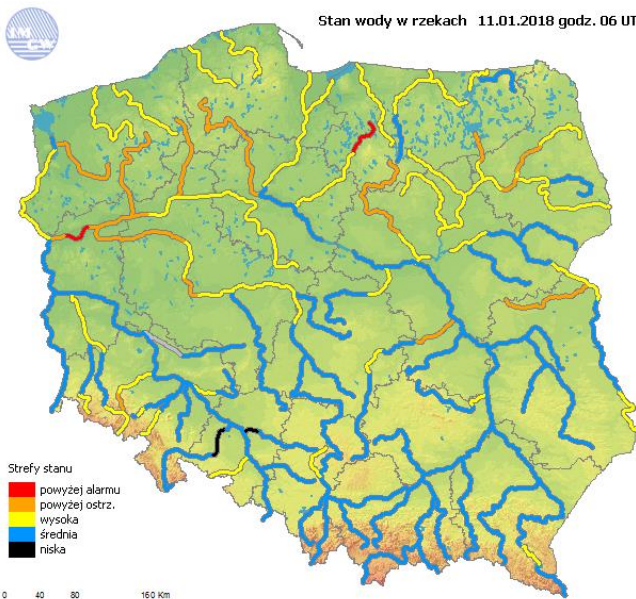 Stan wody w rzekach 11.01.2018 godz. 06 UT
Strefy stanu
powyżej alarmu
powyżej ostrz.
wysoka
średnia
niska
0 40 80 160 Km